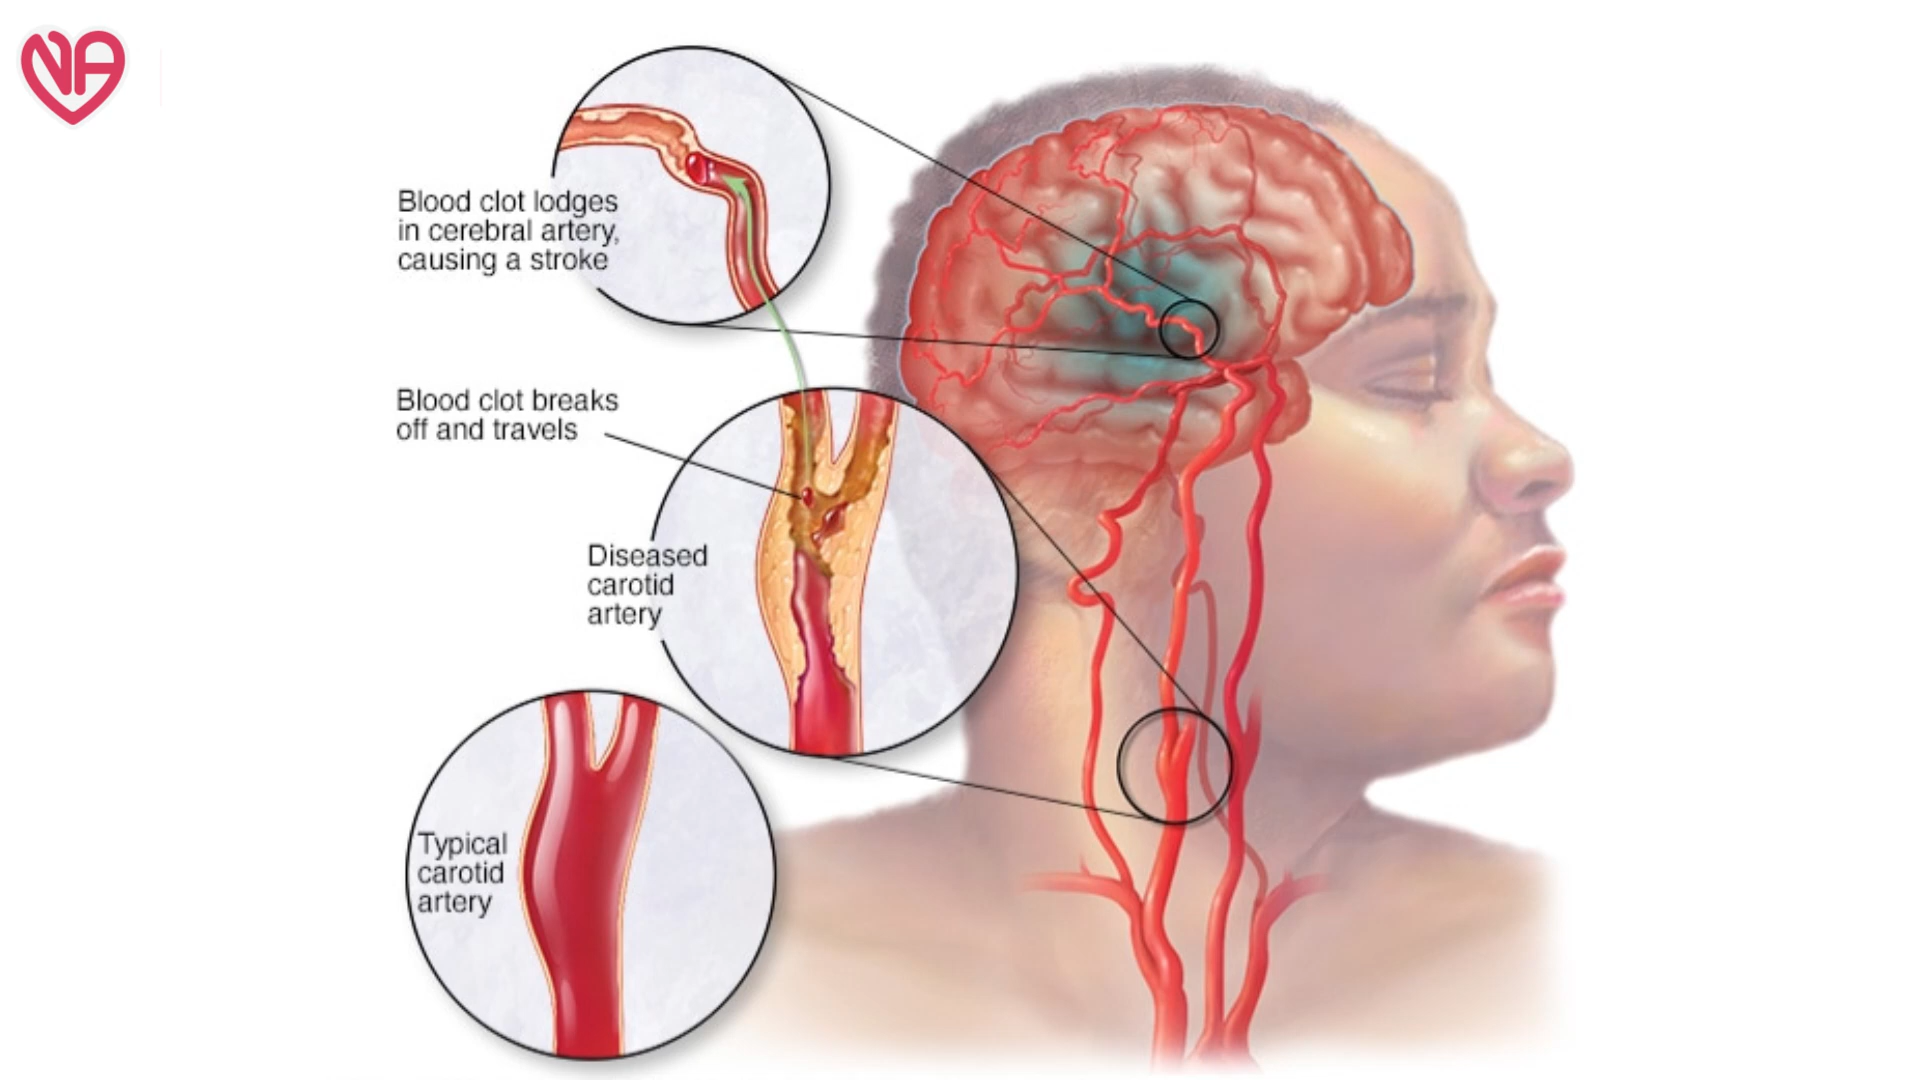 NA
Blood clot lodges
in cerebral artery,
causing a stroke
Blood clot breaks
off and travels
Diseased
carotid
artery
Typical
carotid
artery